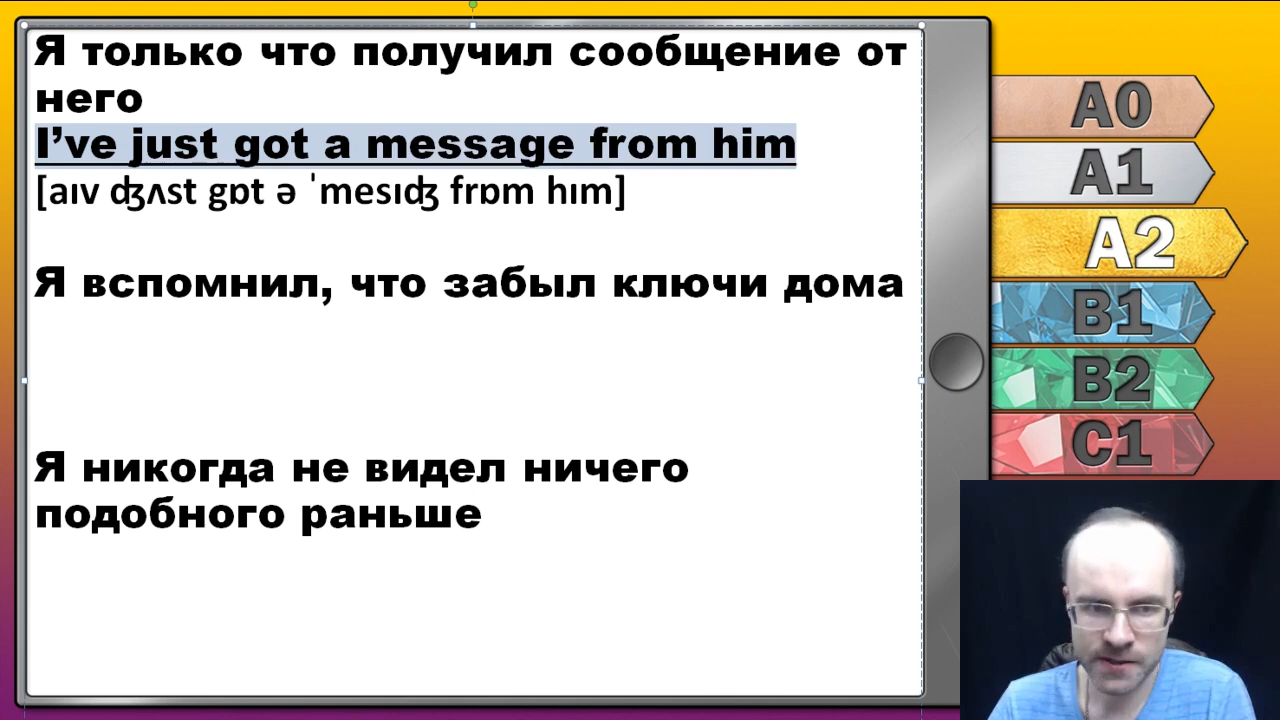 Я только что получил сообщение от
него
I’ve just got a message from him
[aɪv ʤʌst gɒt ə ˈmesɪʤ frɒm hɪm]
Я вспомнил, что забыл ключи дома
Я никогда не видел ничего
подобного раньше
A0
A1
A2
B1
B2
C1